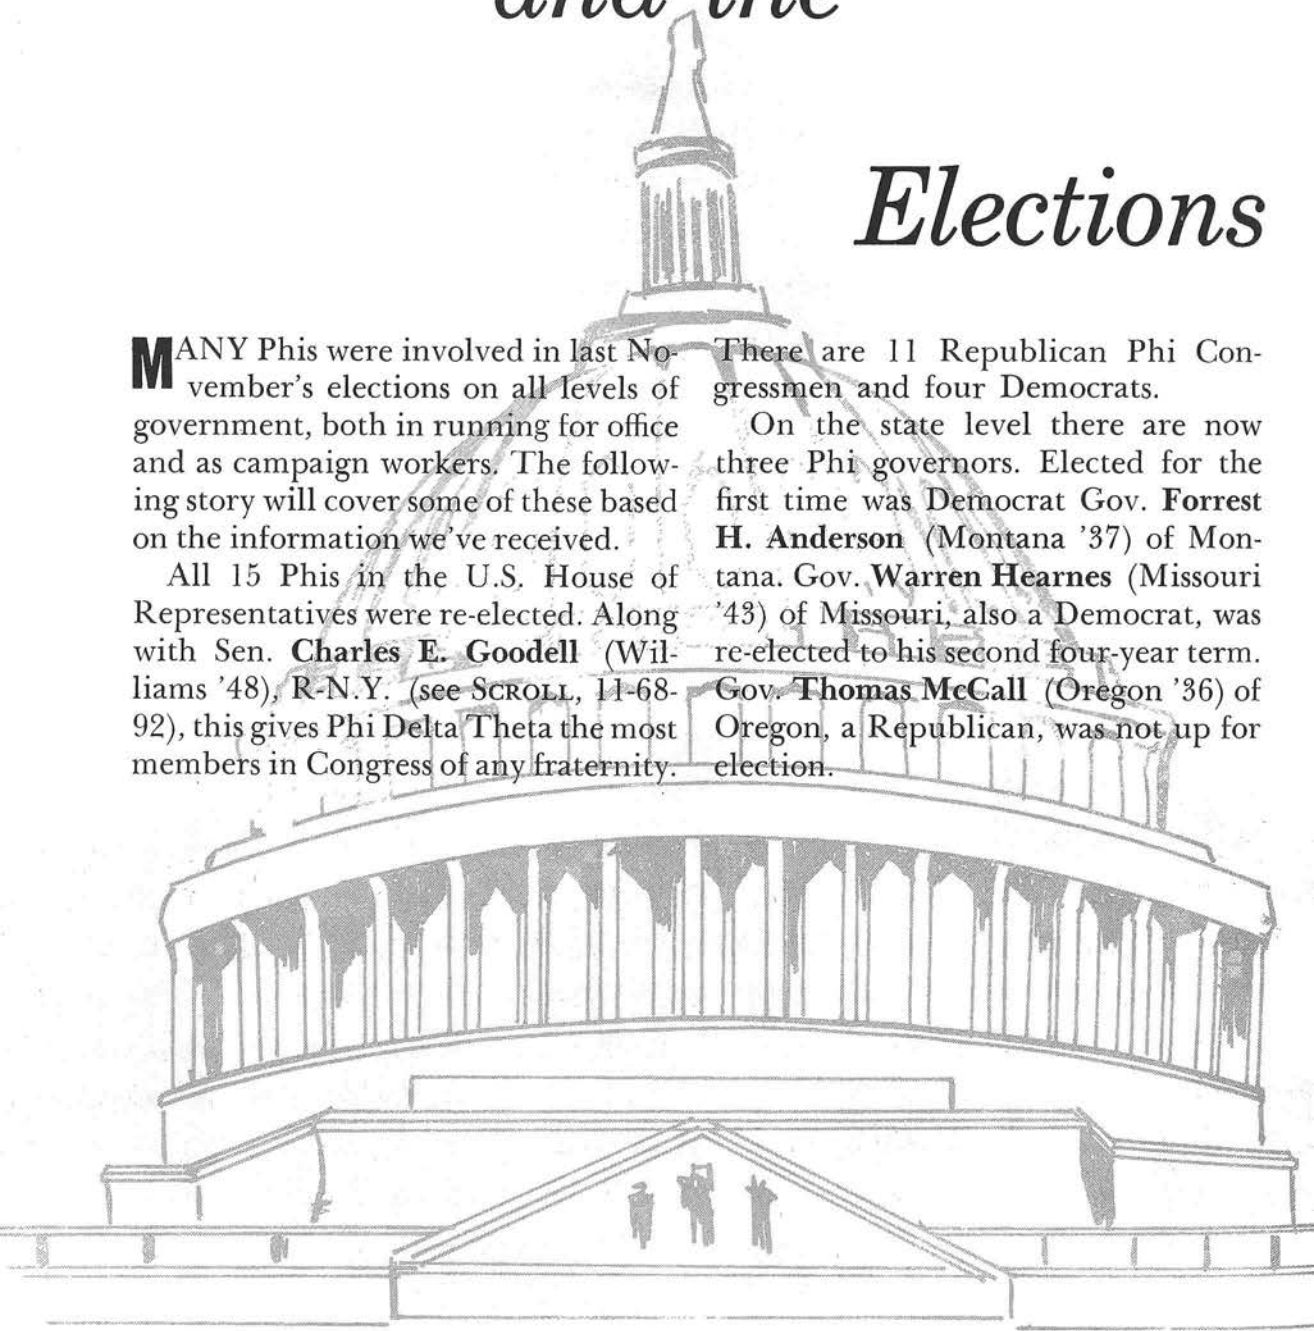 and the
Elections
MANY Phis were involved in last No-
vember's elections on all levels of
government, both in running for office
and as campaign workers. The follow-
ing story will cover some of these based
on the information we've received.
All 15 Phis in the U.S. House of
Representatives were re-elected. Along
with Sen. Charles E. Goodell (Wil-
liams '48), R-N.Y. (see SCROLL, 11-68-
92), this gives Phi Delta Theta the most
members in Congress of any fraternity.
There are 11 Republican Phi Con-
gressmen and four Democrats.
On the state level there are now
three Phi governors. Elected for the
first time was Democrat Gov. Forrest
H. Anderson (Montana '37) of Mon-
tana. Gov. Warren Hearnes (Missouri
'43) of Missouri, also a Democrat, was
re-elected to his second four-year term.
Gov. Thomas McCall (Oregon '36) of
Oregon, a Republican, was not up for
election.